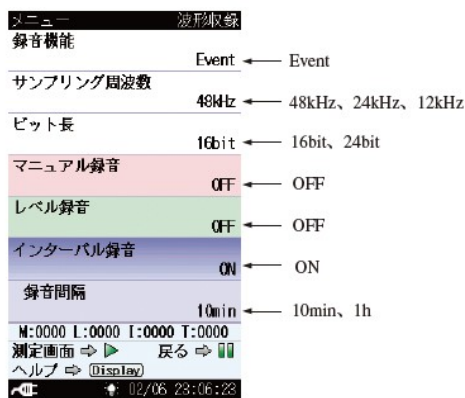 メニュー 波形収録
録音機能
Event ← Event
サンプリング周波数
48kHz ← 48kHz、24kHz、12kHz
ビット長
16bit ← 16bit、24bit
マニュアル録音
OFF ← OFF
レベル録音
OFF ← OFF
インターバル録音
ON ← ON
録音間隔
10min ← 10min、1h
M:0000 L:0000 I:0000 T:0000
測定画面 ⇨ ▷ 戻る ⇨ ▯▯
ヘルプ ⇨ Display
02/06 23:06:23